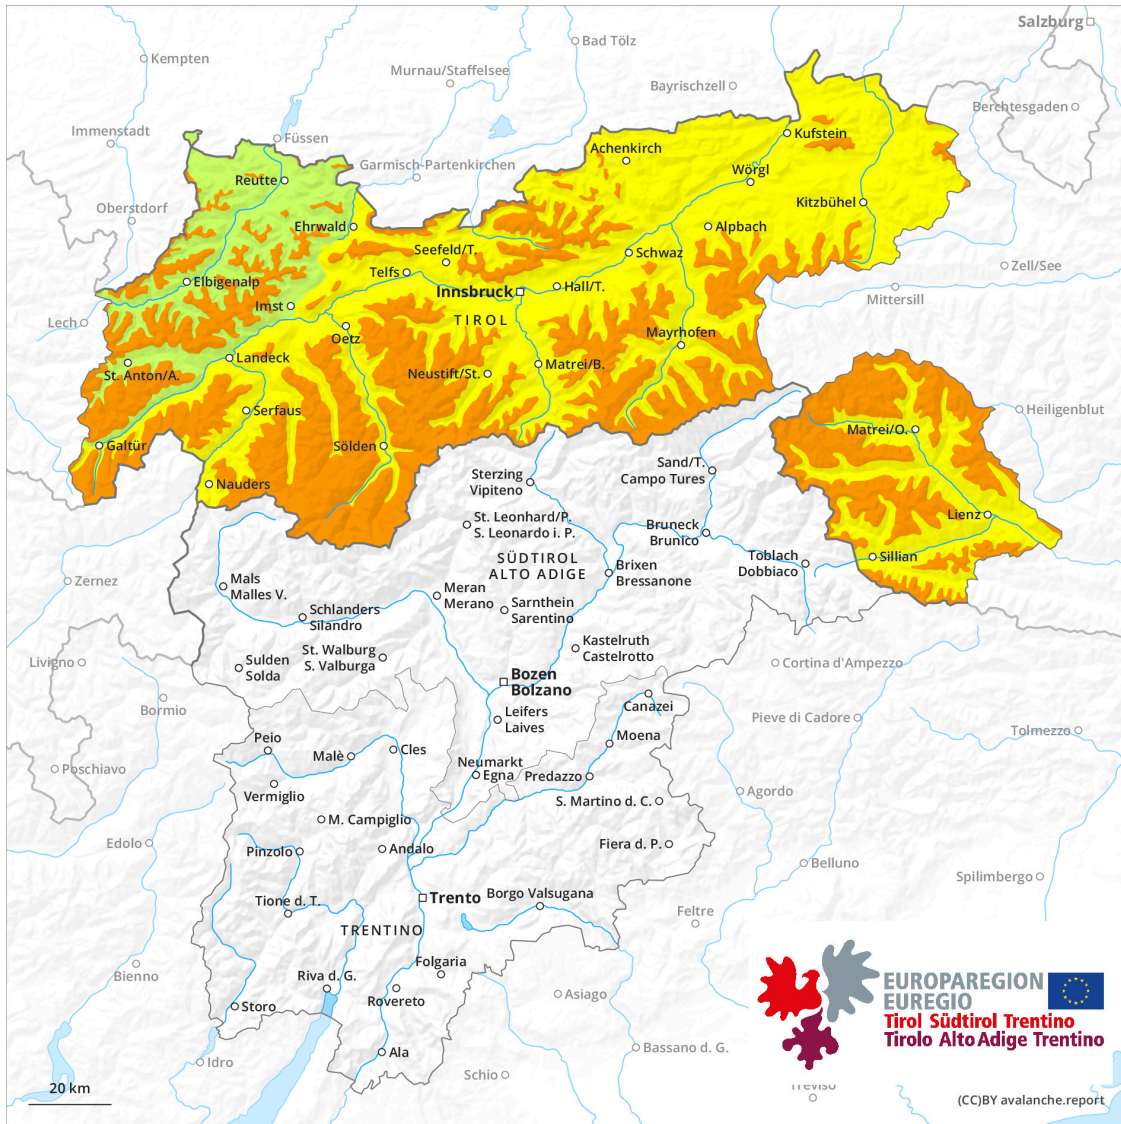 Salzburg
Bad Tölz
Kempten
Murnau/Staffelsee
Bayrischzell
Berchtesgaden
Immenstadt
Füssen
Kufstein
Achenkirch
Garmisch-Partenkirchen
Wörgl
Reutte
Oberstdorf
Kitzbühel
Ehrwald
Alpbach
Seefeld/T.
Schwaz
Telfs
Zell/See
Elbigenalp
Hall/T.
Innsbruck
Mittersill
Imst
TIROL
Lech
Oetz
Mayrhofen
Landeck
Matrei/B.
St. Anton/A.
Neustift/St.
Serfaus
Heiligenblut
Matrei/O.
Galtür
Sölden
Nauders
Sterzing
Vipiteno
Sand/T.
Campo Tures
Lienz
St. Leonhard/P.
S. Leonardo i. P.
Bruneck
Brunico
SÜDTIROL
ALTO ADIGE
Toblach
Dobbiaco
Sillian
Brixen
Bressanone
Zernez
Mals
Malles V.
Meran
Merano
Sarnthein
Sarentino
Schlanders
Silandro
Kastelruth
Castelrotto
St. Walburg
S. Valburga
Livigno
Sulden
Solda
Cortina d'Ampezzo
Bozen
Bolzano
Bormio
Canazei
Leifers
Laives
Pieve di Cadore
Tolmezzo
Peio
Moena
Malè
Cles
Poschiavo
Neumarkt
Egna
Predazzo
Vermiglio
Agordo
S. Martino d. C.
M. Campiglio
Edolo
Pinzolo
Andalo
Fiera d. P.
Belluno
Spilimbergo
Trento
Borgo Valsugana
Tione d. T.
Feltre
TRENTINO
Folgaria
Bienno
Riva d. G.
Rovereto
Asiago
Storo
EUROPAREGION
EUREGIO
Tirol Südtirol Trentino
Tirolo Alto Adige Trentino
Ala
Bassano d. G.
Idro
Schio
Treviso
20 km
(CC)BY avalanche.report